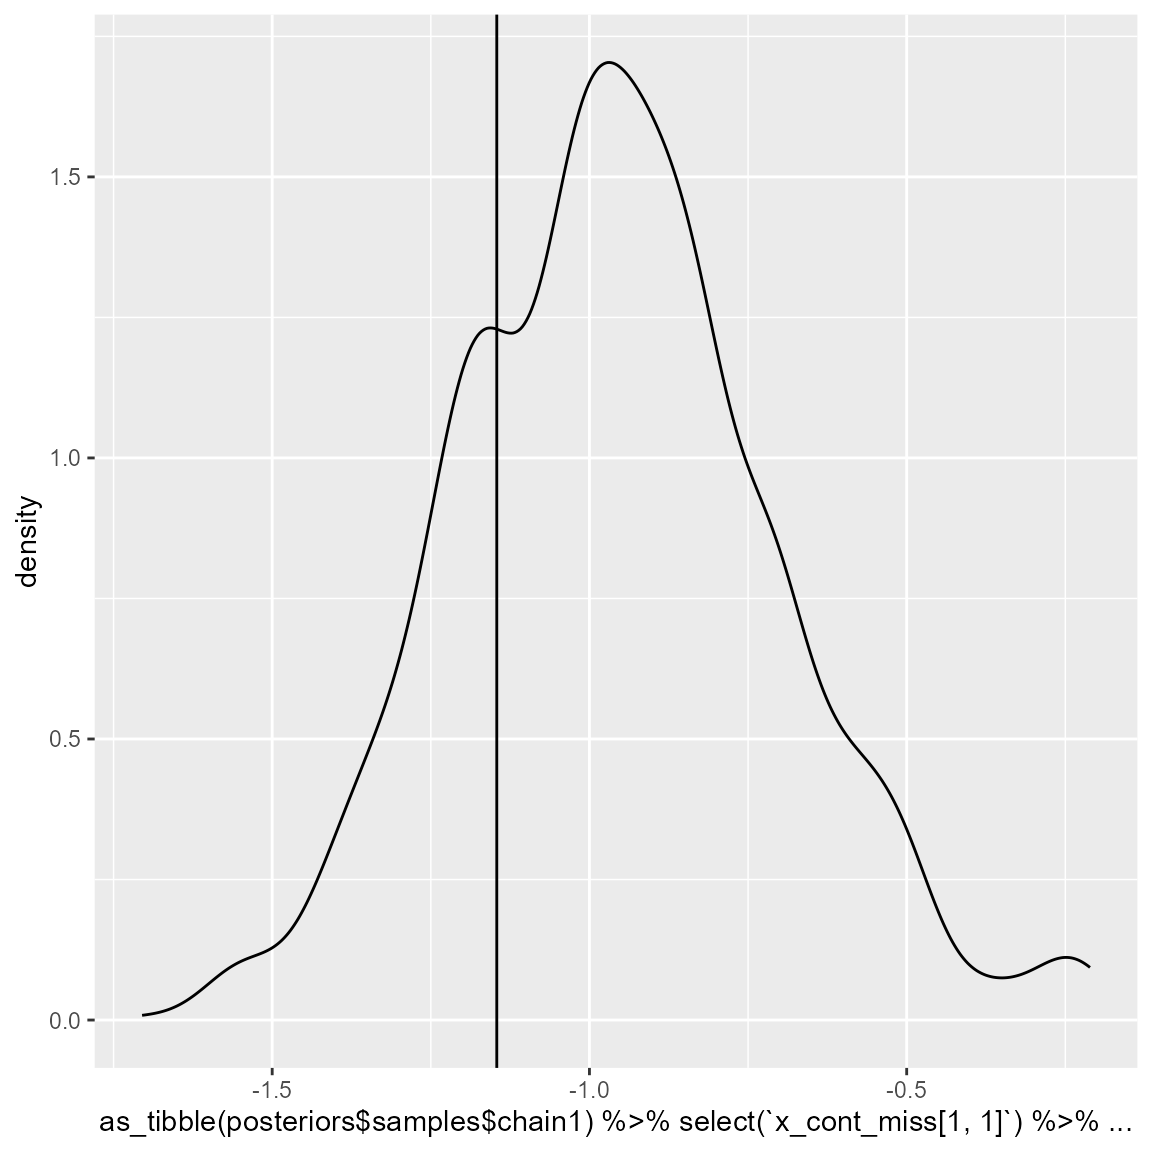 1.5
1.0
0.5
0.0
density
-1.5 -1.0 -0.5
as_tibble(posteriors$samples$chain1) %>% select(`x_cont_miss[1, 1]`) %>% ...